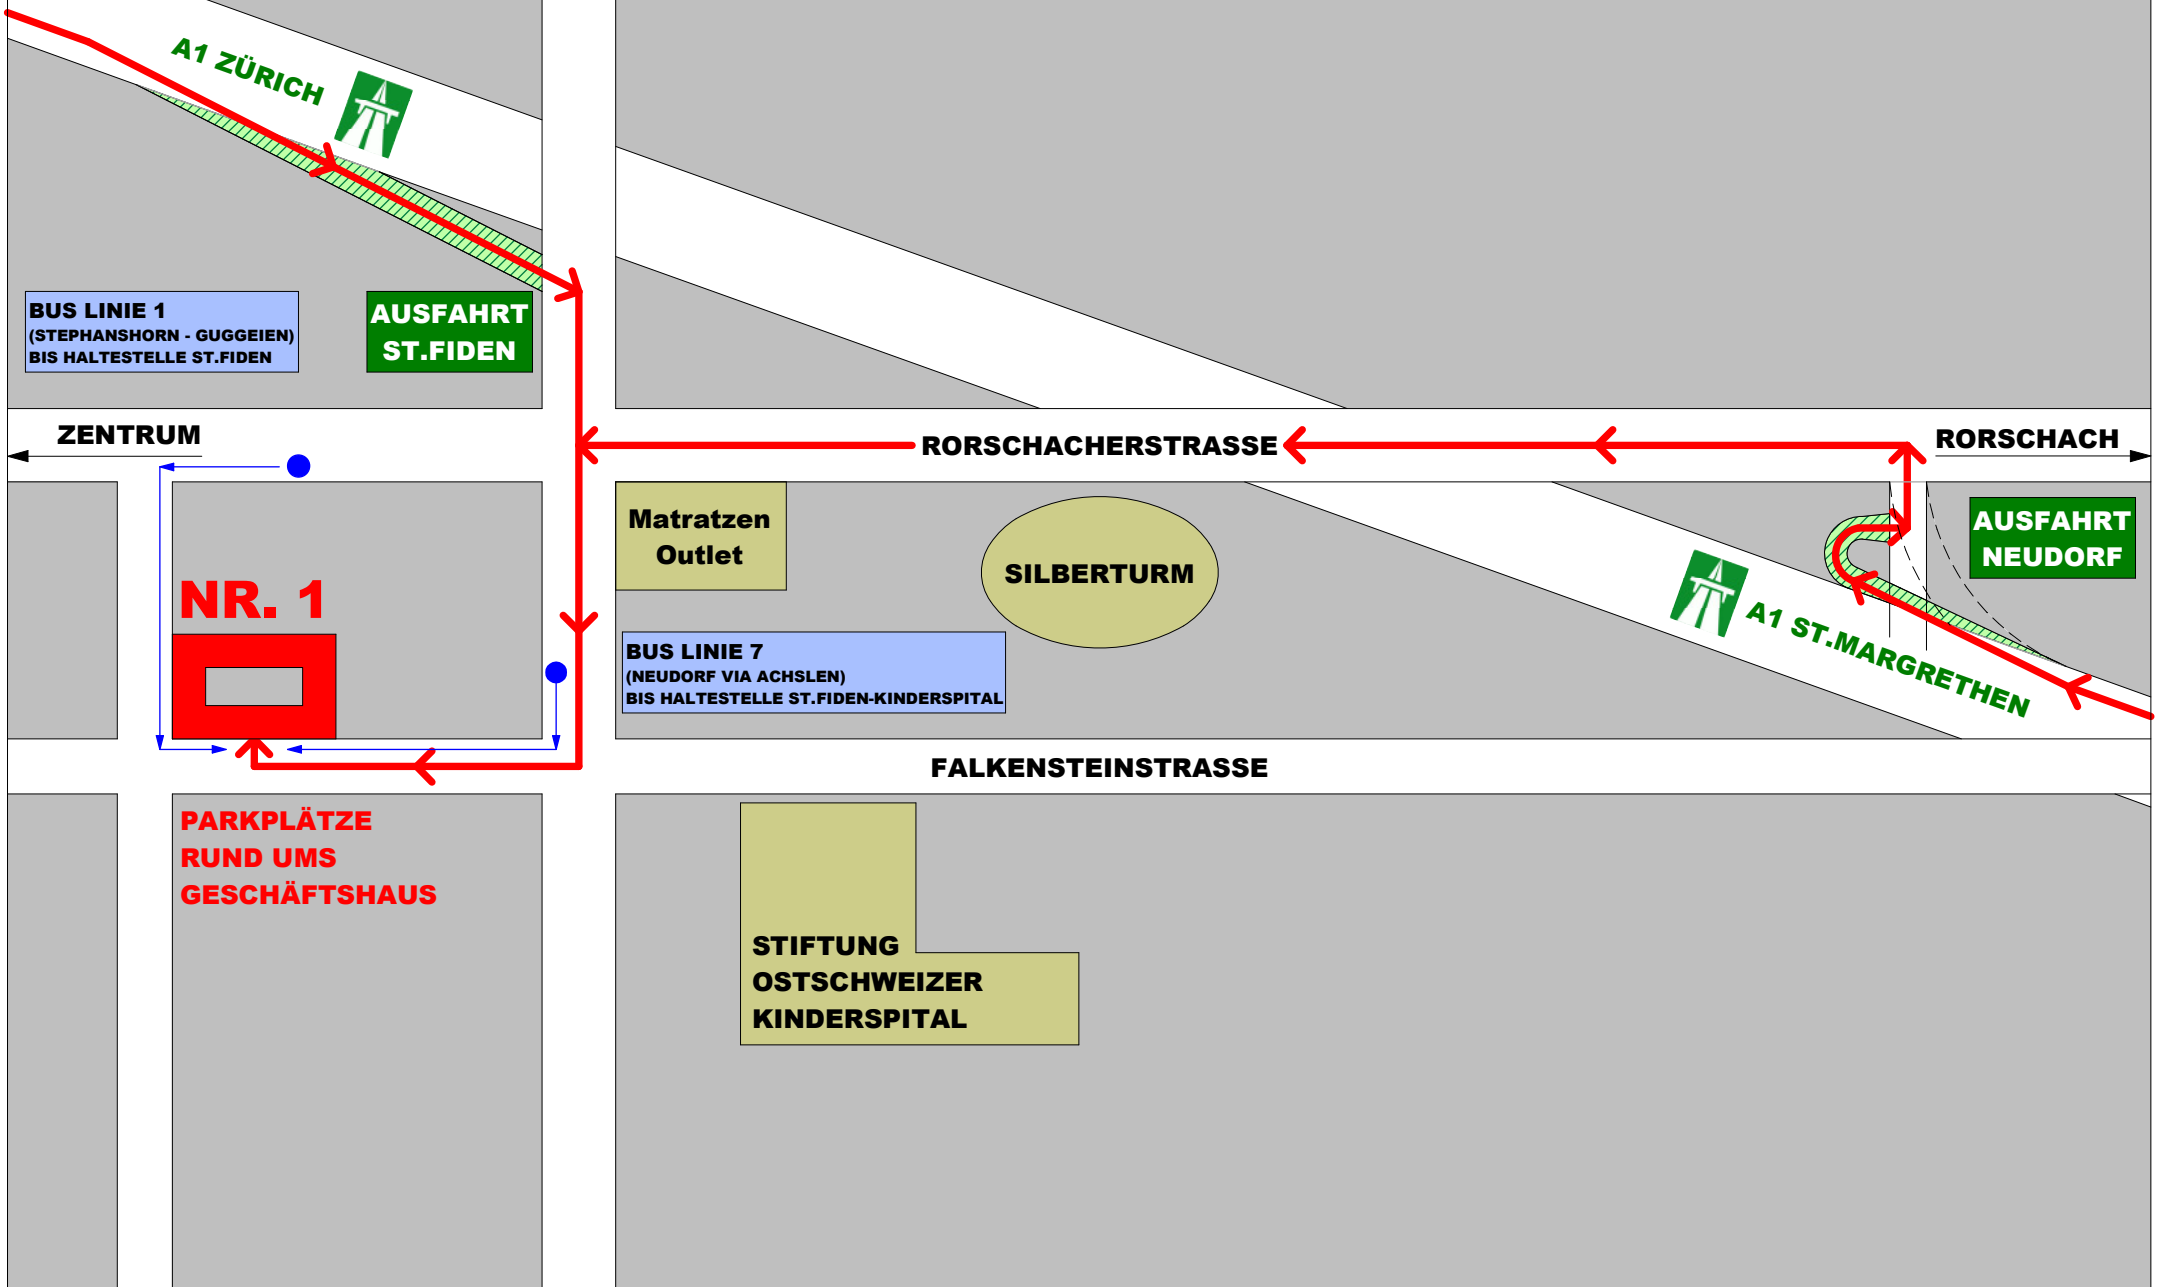 A1 ZÜRICH
BUS LINIE 1
(STEPHANSHORN - GUGGEIEN)
BIS HALTESTELLE ST.FIDEN
AUSFAHRT
ST.FIDEN
ZENTRUM
RORSCHACHERSTRASSE
RORSCHACH
Matratzen
Outlet
SILBERTURM
AUSFAHRT
NEUDORF
NR. 1
A1 ST.MARGRETHEN
BUS LINIE 7
(NEUDORF VIA ACHSLEN)
BIS HALTESTELLE ST.FIDEN-KINDERSPITAL
FALKENSTEINSTRASSE
PARKPLÄTZE
RUND UMS
GESCHÄFTSHAUS
STIFTUNG
OSTSCHWEIZER
KINDERSPITAL